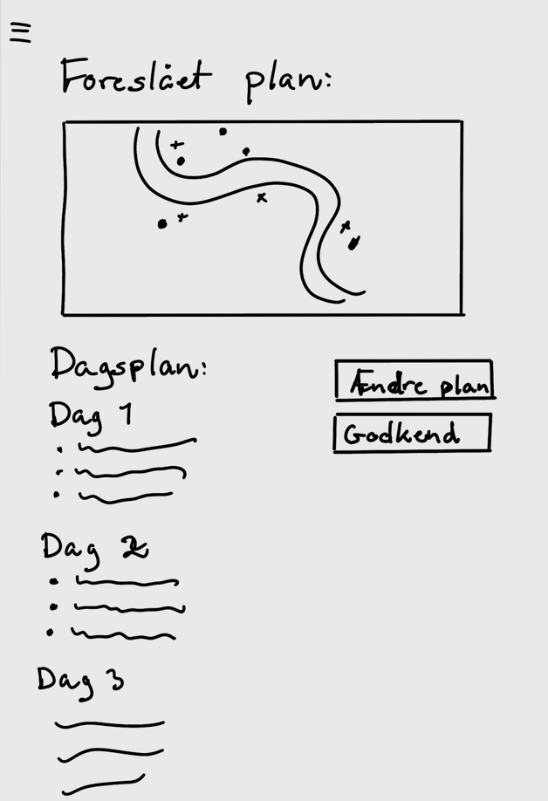 Foreslået plan:
Dagsplan:
Ændre plan
Dag 1
Godkend
Dag 2
Dag 3